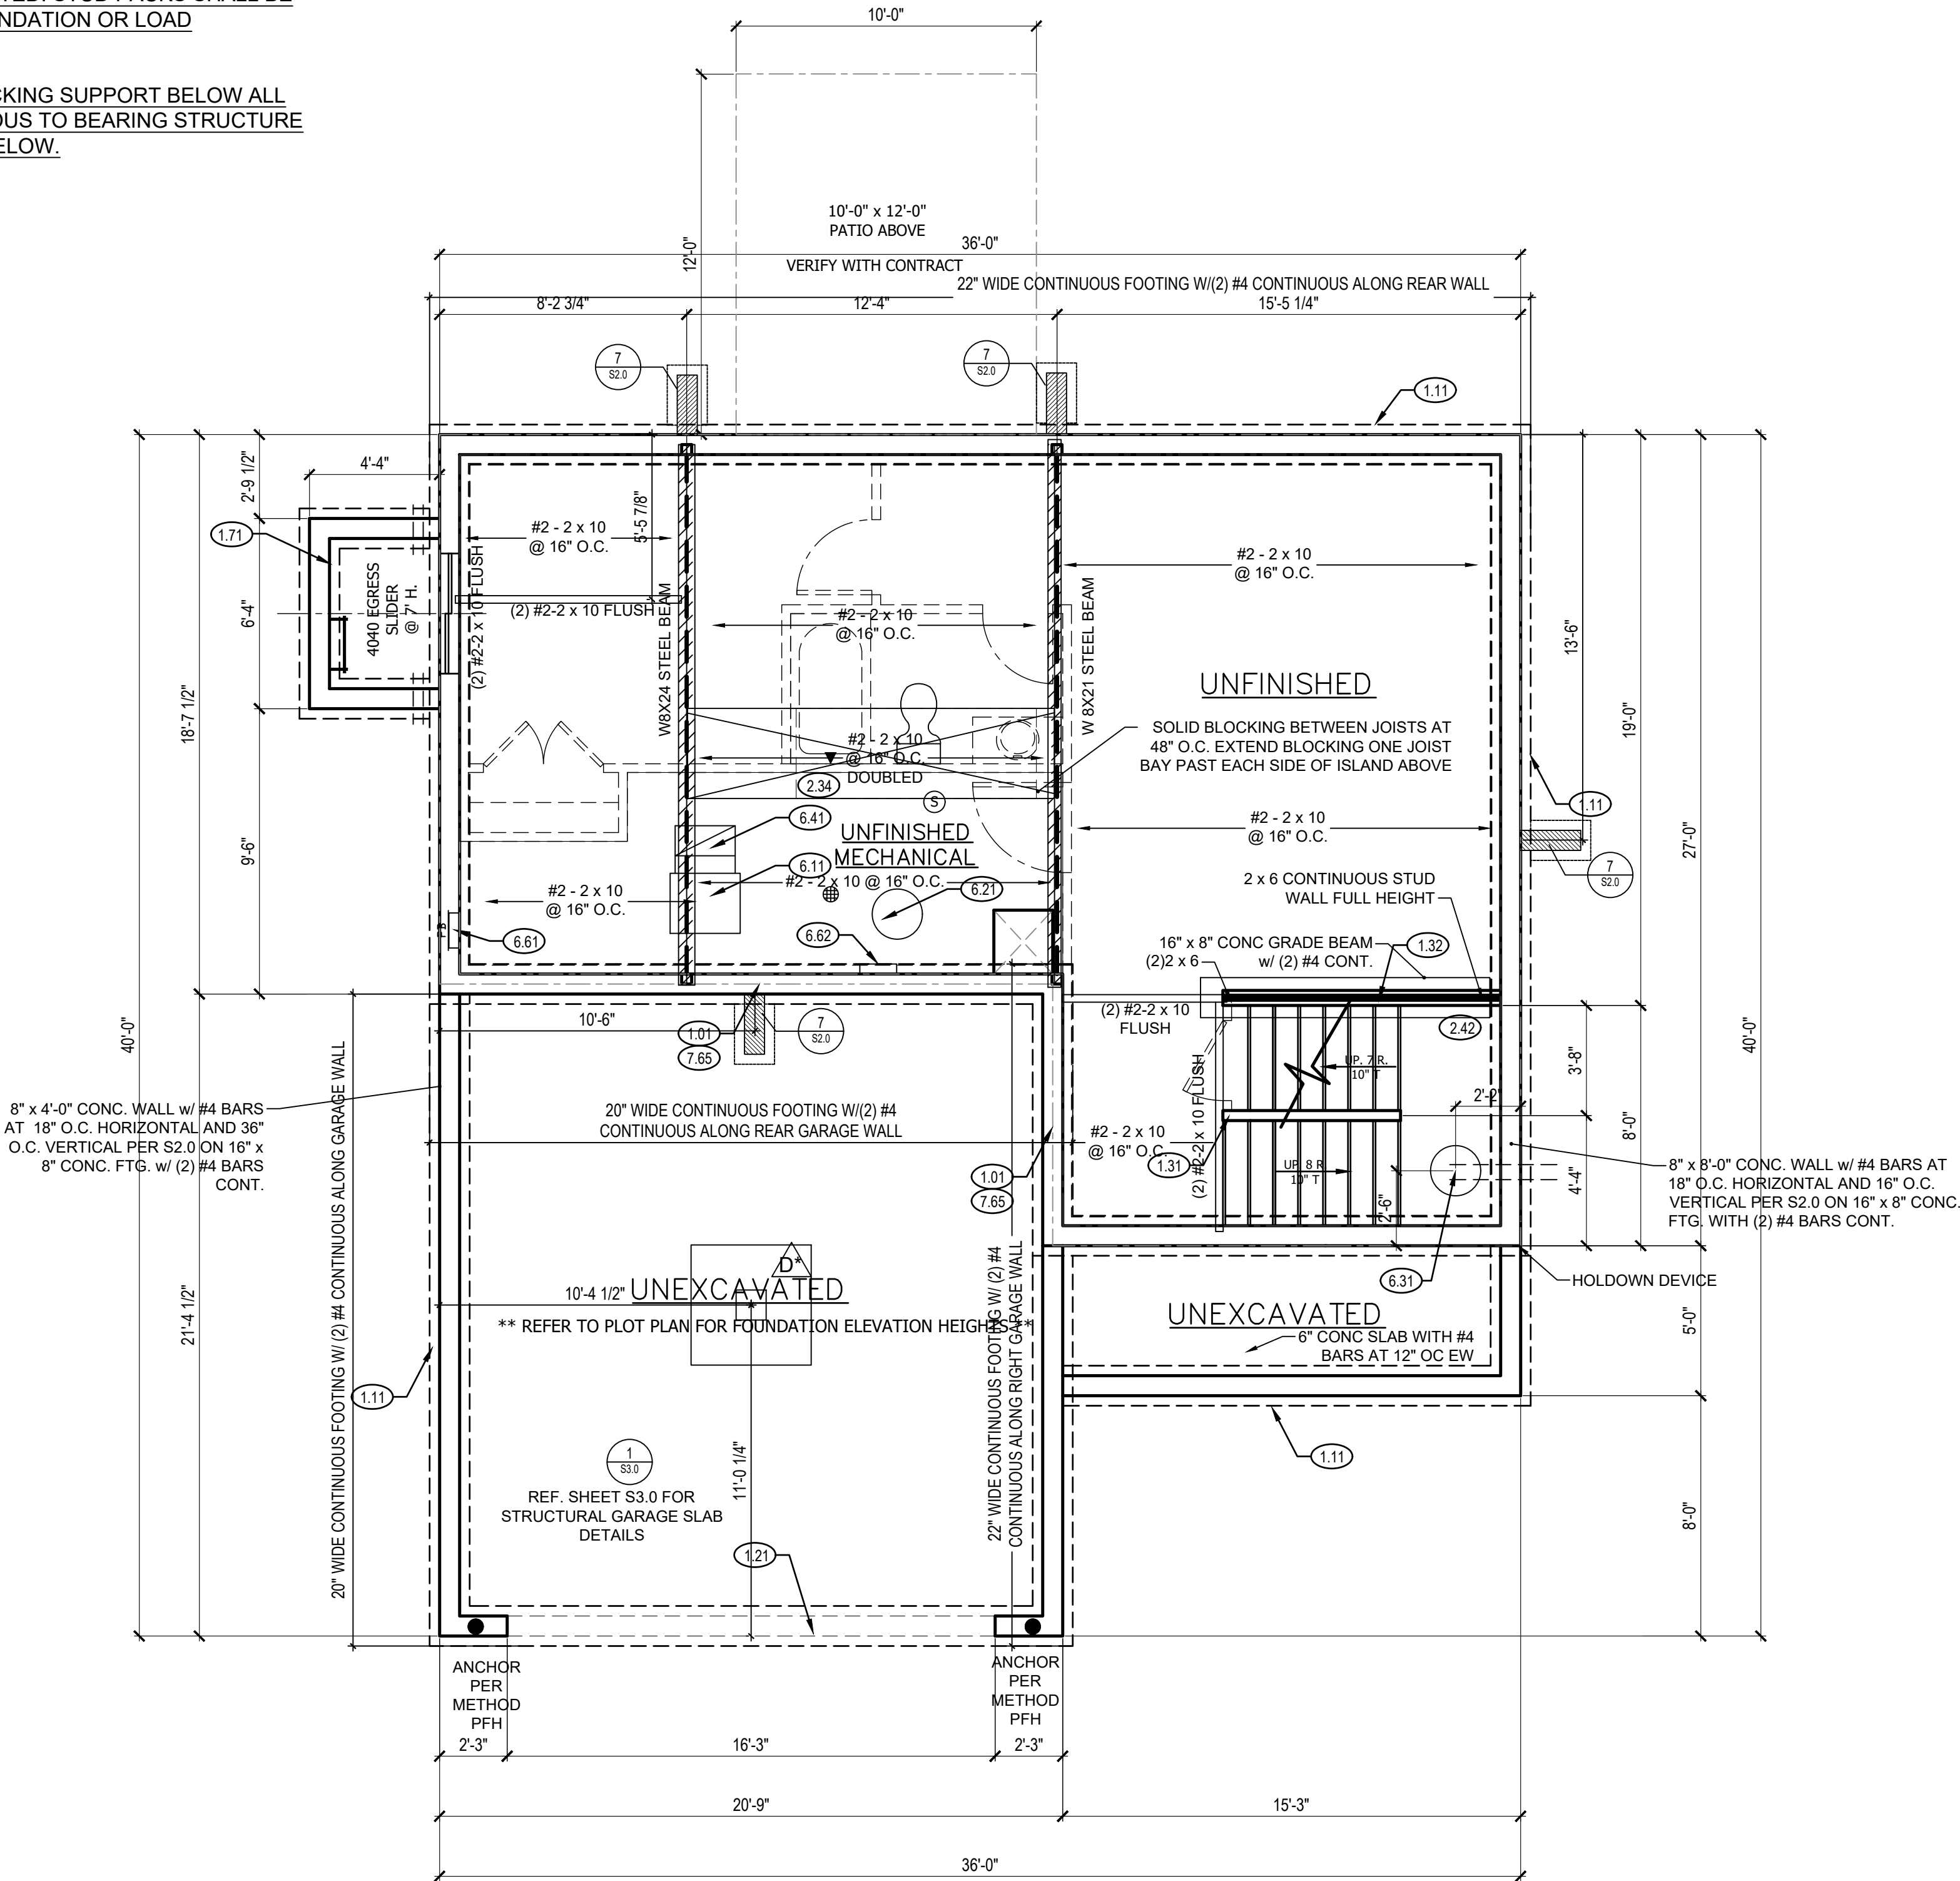 NDATION OR LOAD
CKING SUPPORT BELOW ALL
OUS TO BEARING STRUCTURE
ELOW.
10'-0"
12'-0"
10'-0" x 12'-0"
PATIO ABOVE
VERIFY WITH CONTRACT
36'-0"
22" WIDE CONTINUOUS FOOTING W/(2) #4 CONTINUOUS ALONG REAR WALL
8'-2 3/4"
12'-4"
15'-5 1/4"
7
S2.0
7
S2.0
1.11
4'-4"
2'-9 1/2"
6'-4"
9'-6"
18'-7 1/2"
40'-0"
21'-4 1/2"
1.71
4040 EGRESS
SLIDER
@ 7' H.
#2 - 2 x 10
@ 16" O.C.
5'-5 7/8"
(2) #2-2 x 10 FLUSH
(2) #2-2 x 10 FLUSH
W8X24 STEEL BEAM
#2 - 2 x 10
@ 16" O.C.
W 8X21 STEEL BEAM
#2 - 2 x 10
@ 16" O.C.
UNFINISHED
SOLID BLOCKING BETWEEN JOISTS AT
48" O.C. EXTEND BLOCKING ONE JOIST
BAY PAST EACH SIDE OF ISLAND ABOVE
#2 - 2 x 10
@ 16" O.C.
DOUBLED
2.34
S
6.41
UNFINISHED
MECHANICAL
6.11
#2 - 2 x 10 @ 16" O.C.
6.21
#2 - 2 x 10
@ 16" O.C.
6.61
6.62
#2 - 2 x 10
@ 16" O.C.
2 x 6 CONTINUOUS STUD
WALL FULL HEIGHT
16" x 8" CONC GRADE BEAM
w/ (2) #4 CONT.
1.32
(2)2 x 6
13'-6"
19'-0"
27'-0"
40'-0"
1.11
7
S2.0
(2) #2-2 x 10
FLUSH
2.42
UP. 7 R.
10" T
3'-8"
2'-2"
8'-0"
4'-4"
2'-6"
UP. 8 R
10" T
(2) #2-2 x 10 FLUSH
#2 - 2 x 10
@ 16" O.C.
1.31
10'-6"
1.01
7.65
7
S2.0
20" WIDE CONTINUOUS FOOTING W/(2) #4
CONTINUOUS ALONG REAR GARAGE WALL
1.01
7.65
8" x 4'-0" CONC. WALL w/ #4 BARS
AT 18" O.C. HORIZONTAL AND 36"
O.C. VERTICAL PER S2.0 ON 16" x
8" CONC. FTG. w/ (2) #4 BARS
CONT.
8" x 8'-0" CONC. WALL w/ #4 BARS AT
18" O.C. HORIZONTAL AND 16" O.C.
VERTICAL PER S2.0 ON 16" x 8" CONC.
FTG. WITH (2) #4 BARS CONT.
6.31
HOLDOWN DEVICE
UNEXCAVATED
6" CONC SLAB WITH #4
BARS AT 12" OC EW
5'-0"
8'-0"
1.11
D*
10'-4 1/2"
UNEXCAVATED
** REFER TO PLOT PLAN FOR FOUNDATION ELEVATION HEIGHTS **
20" WIDE CONTINUOUS FOOTING W/ (2) #4 CONTINUOUS ALONG GARAGE WALL
22" WIDE CONTINUOUS FOOTING W/ (2) #4
CONTINUOUS ALONG RIGHT GARAGE WALL
1.11
1
S3.0
REF. SHEET S3.0 FOR
STRUCTURAL GARAGE SLAB
DETAILS
11'-0 1/4"
1.21
ANCHOR
PER
METHOD
PFH
ANCHOR
PER
METHOD
PFH
2'-3"
16'-3"
2'-3"
20'-9"
15'-3"
36'-0"